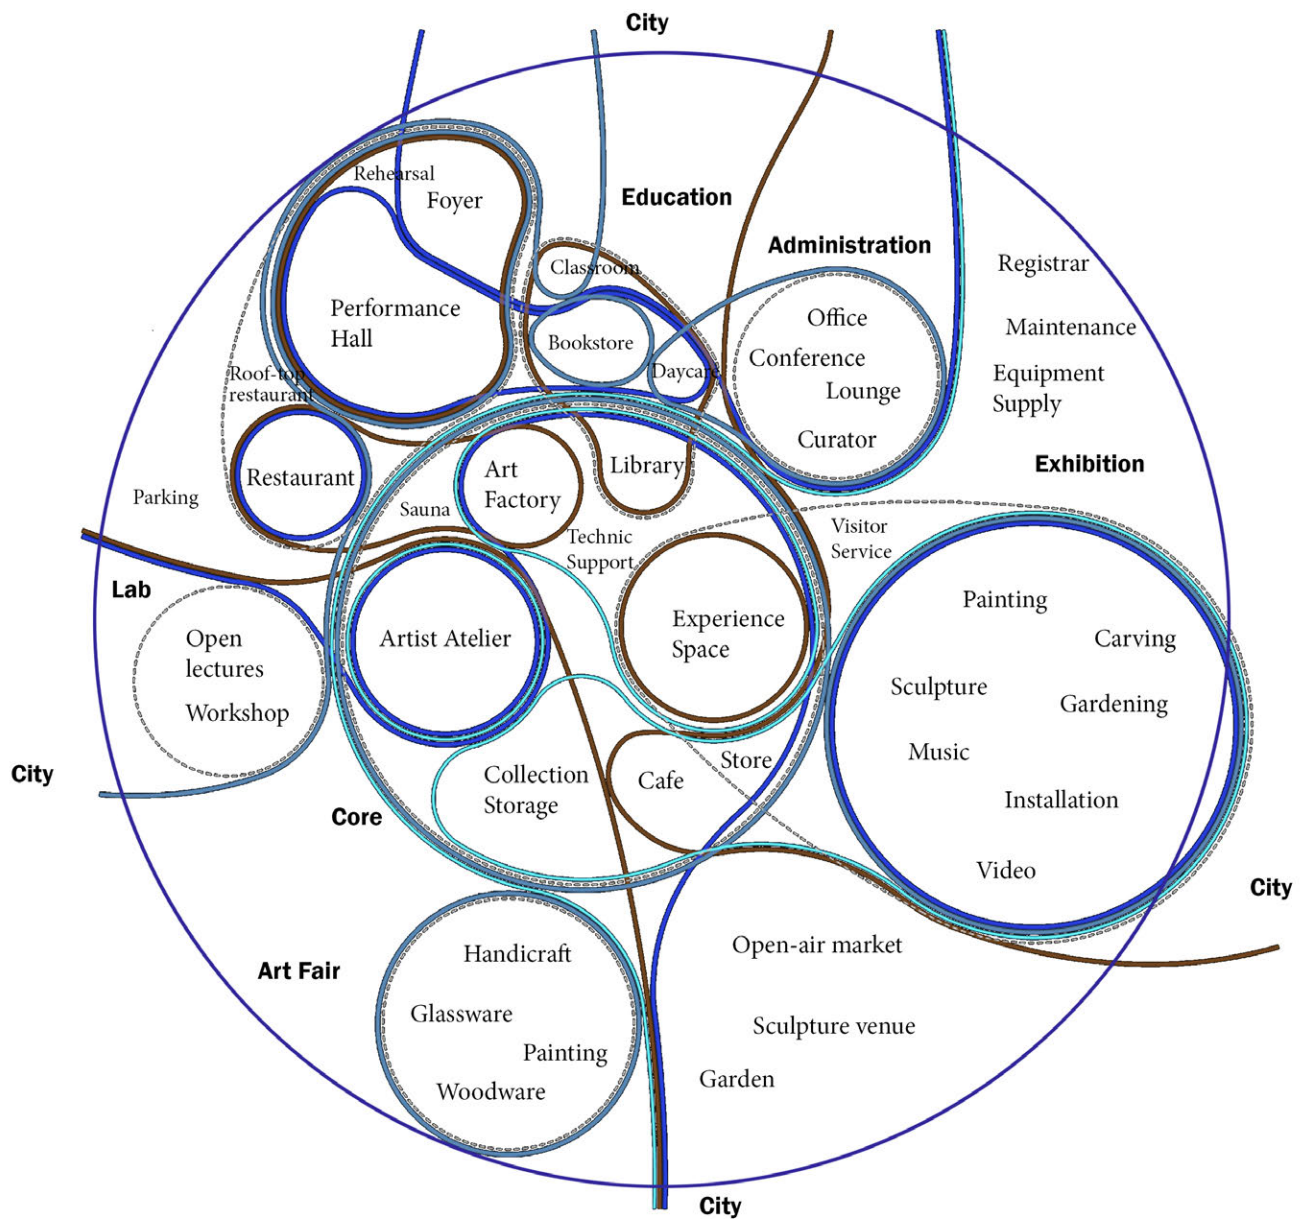 City
Rehearsal
Foyer
Education
Administration
Classroom
Registrar
Performance
Hall
Office
Maintenance
Bookstore
Conference
Daycare
Roof-top
restaurant
Lounge
Equipment
Supply
Curator
Exhibition
Restaurant
Art
Factory
Library
Parking
Sauna
Technic
Support
Visitor
Service
Lab
Painting
Open
lectures
Artist Atelier
Experience
Space
Carving
Workshop
Sculpture
Gardening
City
Music
Store
Collection
Storage
Cafe
Installation
Core
Video
City
Handicraft
Open-air market
Art Fair
Glassware
Sculpture venue
Painting
Woodware
Garden
City